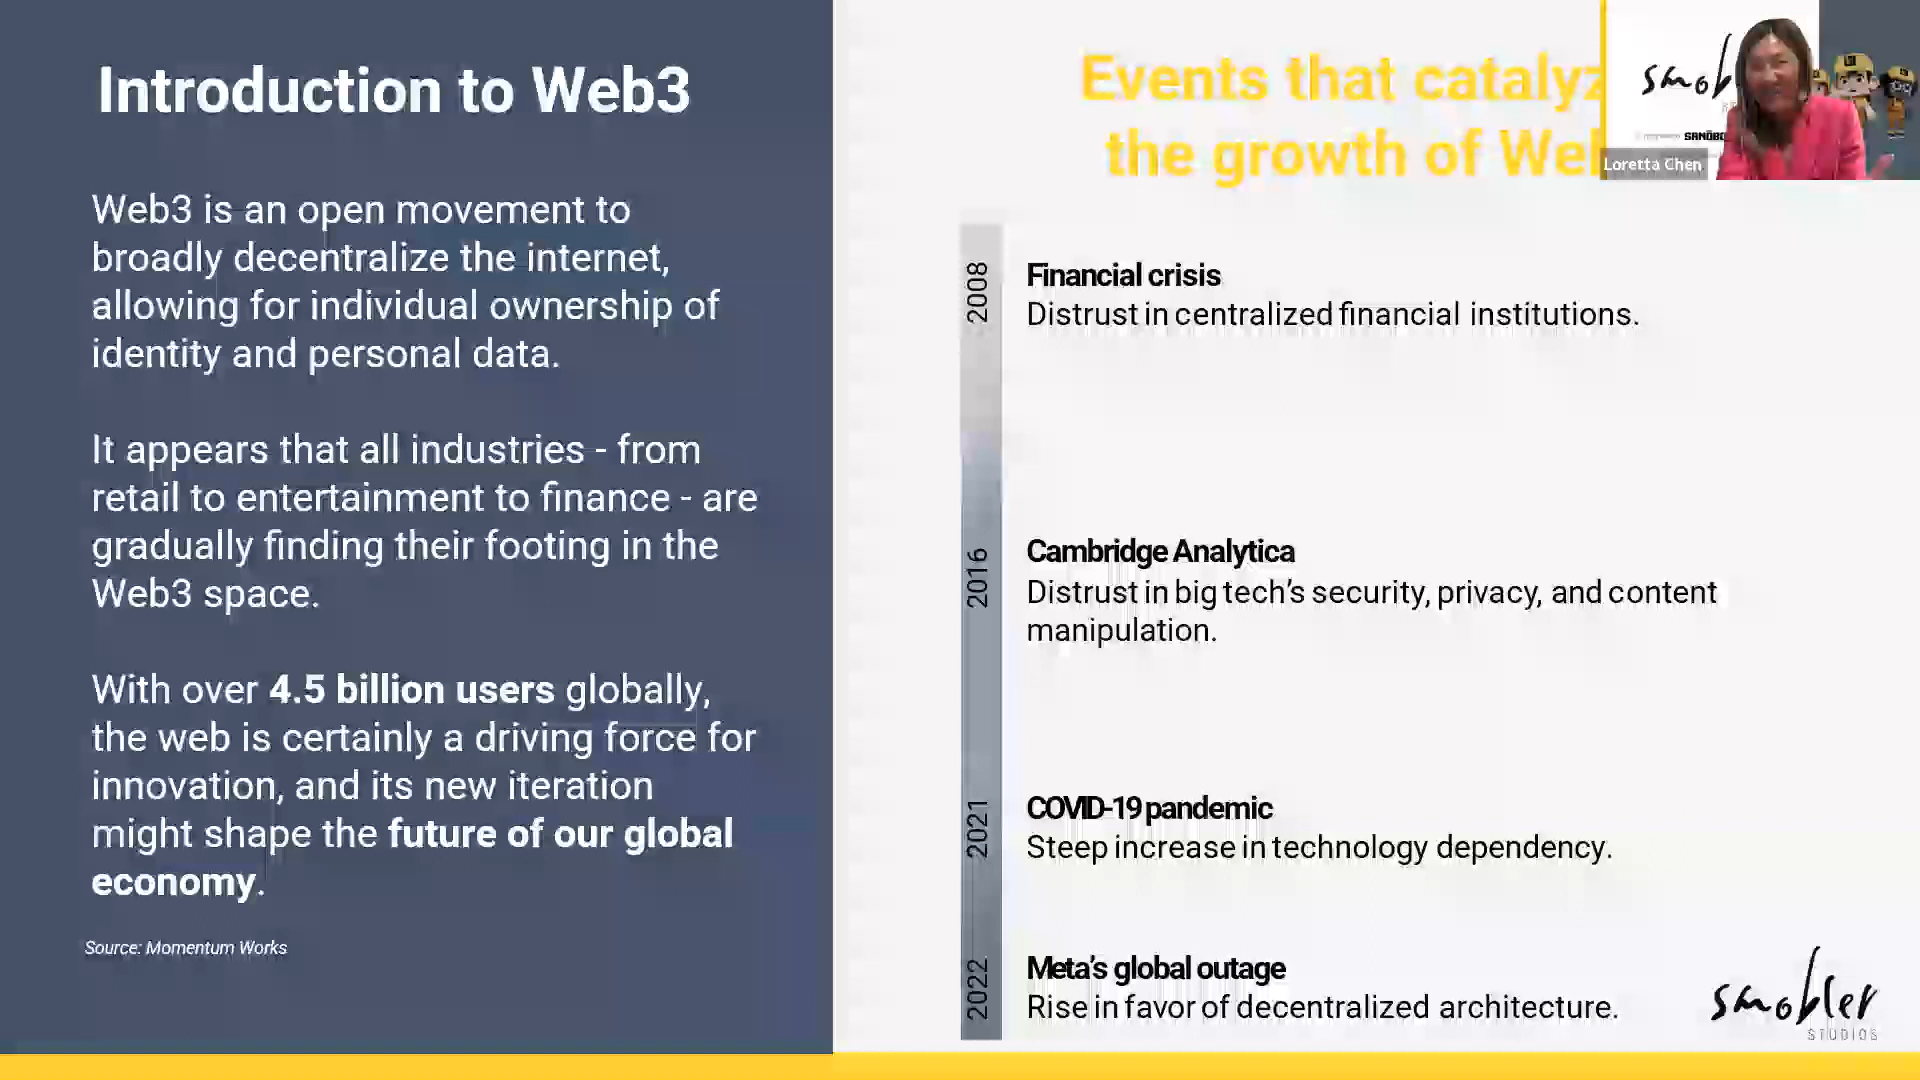 Introduction to Web3
Web3 is an open movement to
broadly decentralize the internet,
allowing for individual ownership of
identity and personal data.
It appears that all industries - from
retail to entertainment to finance - are
gradually finding their footing in the
Web3 space.
With over 4.5 billion users globally,
the web is certainly a driving force for
innovation, and its new iteration
might shape the future of our global
economy.
Source: Momentum Works
Events that catalyz
the growth of We
2008
Financial crisis
Distrust in centralized financial institutions.
2016
Cambridge Analytica
Distrust in big tech's security, privacy, and content
manipulation.
2021
COVID-19 pandemic
Steep increase in technology dependency.
2022
Meta's global outage
Rise in favor of decentralized architecture.
smobler
STUDIOS
smob
Loretta Chen